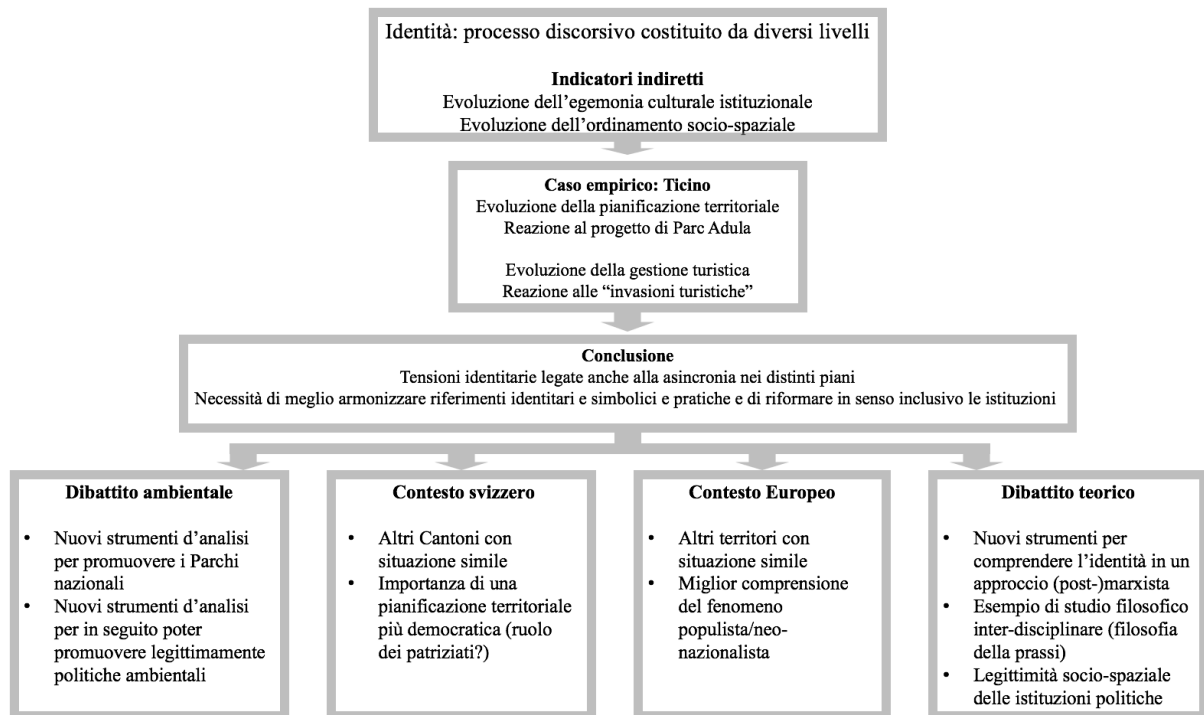 Identità: processo discorsivo costituito da diversi livelli
Indicatori indiretti
Evoluzione dell'egemonia culturale istituzionale
Evoluzione dell'ordinamento socio-spaziale
Caso empirico: Ticino
Evoluzione della pianificazione territoriale
Reazione al progetto di Parc Adula
Evoluzione della gestione turistica
Reazione alle "invasioni turistiche"
Conclusione
Tensioni identitarie legate anche alla asincronia nei distinti piani
Necessità di meglio armonizzare riferimenti identitari e simbolici e pratiche e di riformare in senso inclusivo le istituzioni
Dibattito ambientale
• Nuovi strumenti d'analisi
per promuovere i Parchi
nazionali
• Nuovi strumenti d'analisi
per in seguito poter
promuovere legittimamente
politiche ambientali
Contesto svizzero
• Altri Cantoni con
situazione simile
• Importanza di una
pianificazione territoriale
più democratica (ruolo
dei patriziati?)
Contesto Europeo
• Altri territori con
situazione simile
• Miglior comprensione
del fenomeno
populista/neo-
nazionalista
Dibattito teorico
• Nuovi strumenti per
comprendere l'identità in un
approccio (post-)marxista
• Esempio di studio filosofico
inter-disciplinare (filosofia
della prassi)
• Legittimità socio-spaziale
delle istituzioni politiche